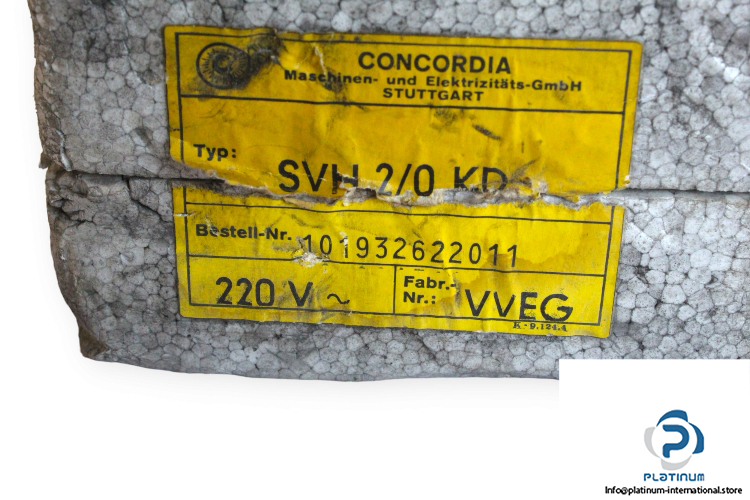 CONCORDIA
Maschinen- und Elektrizitäts-GmbH
STUTTGART
Typ: SVH 2/0 KD
Bestell-Nr. 101932622011
220 V ~
Fabr.-
Nr.: VVEG
K-9.124.4
PLATINUM
Info@platinum-international.store